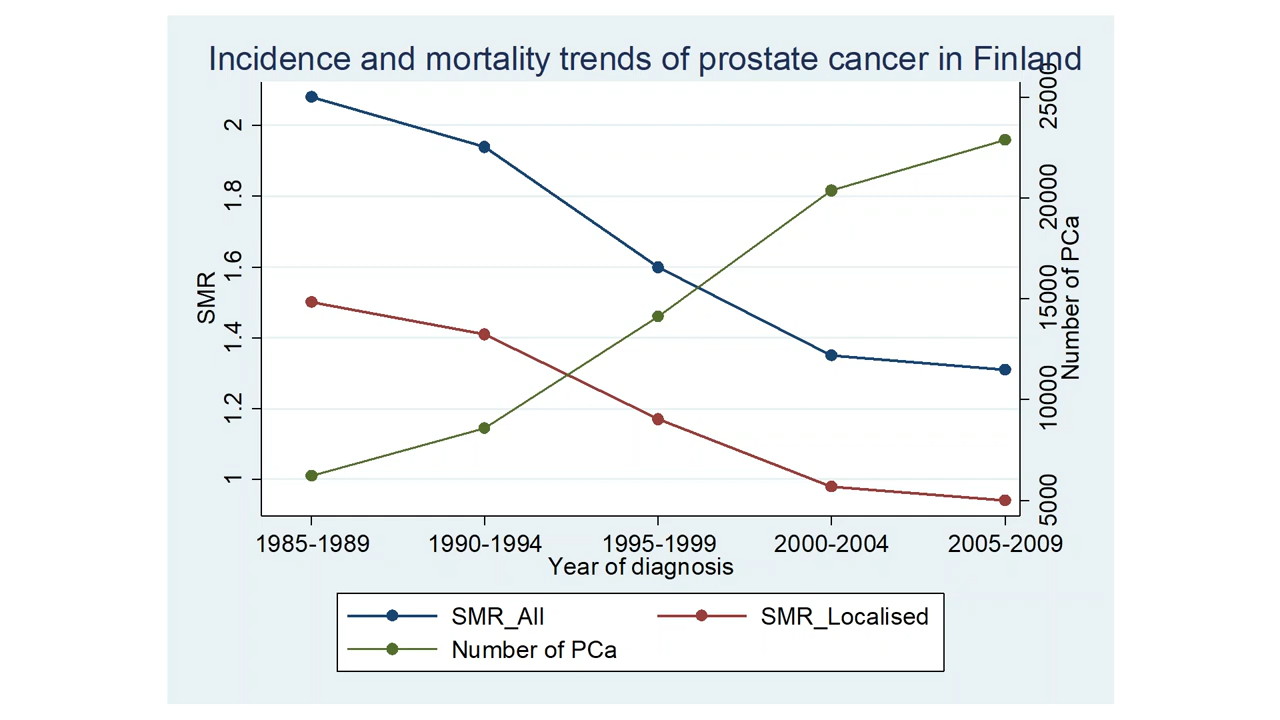 Incidence and mortality trends of prostate cancer in Finland
SMR
2
1.8
1.6
1.4
1.2
1
25000
20000
15000
10000
5000
Number of PCa
1985-1989 1990-1994 1995-1999 2000-2004 2005-2009
Year of diagnosis
SMR_All SMR_Localised
Number of PCa